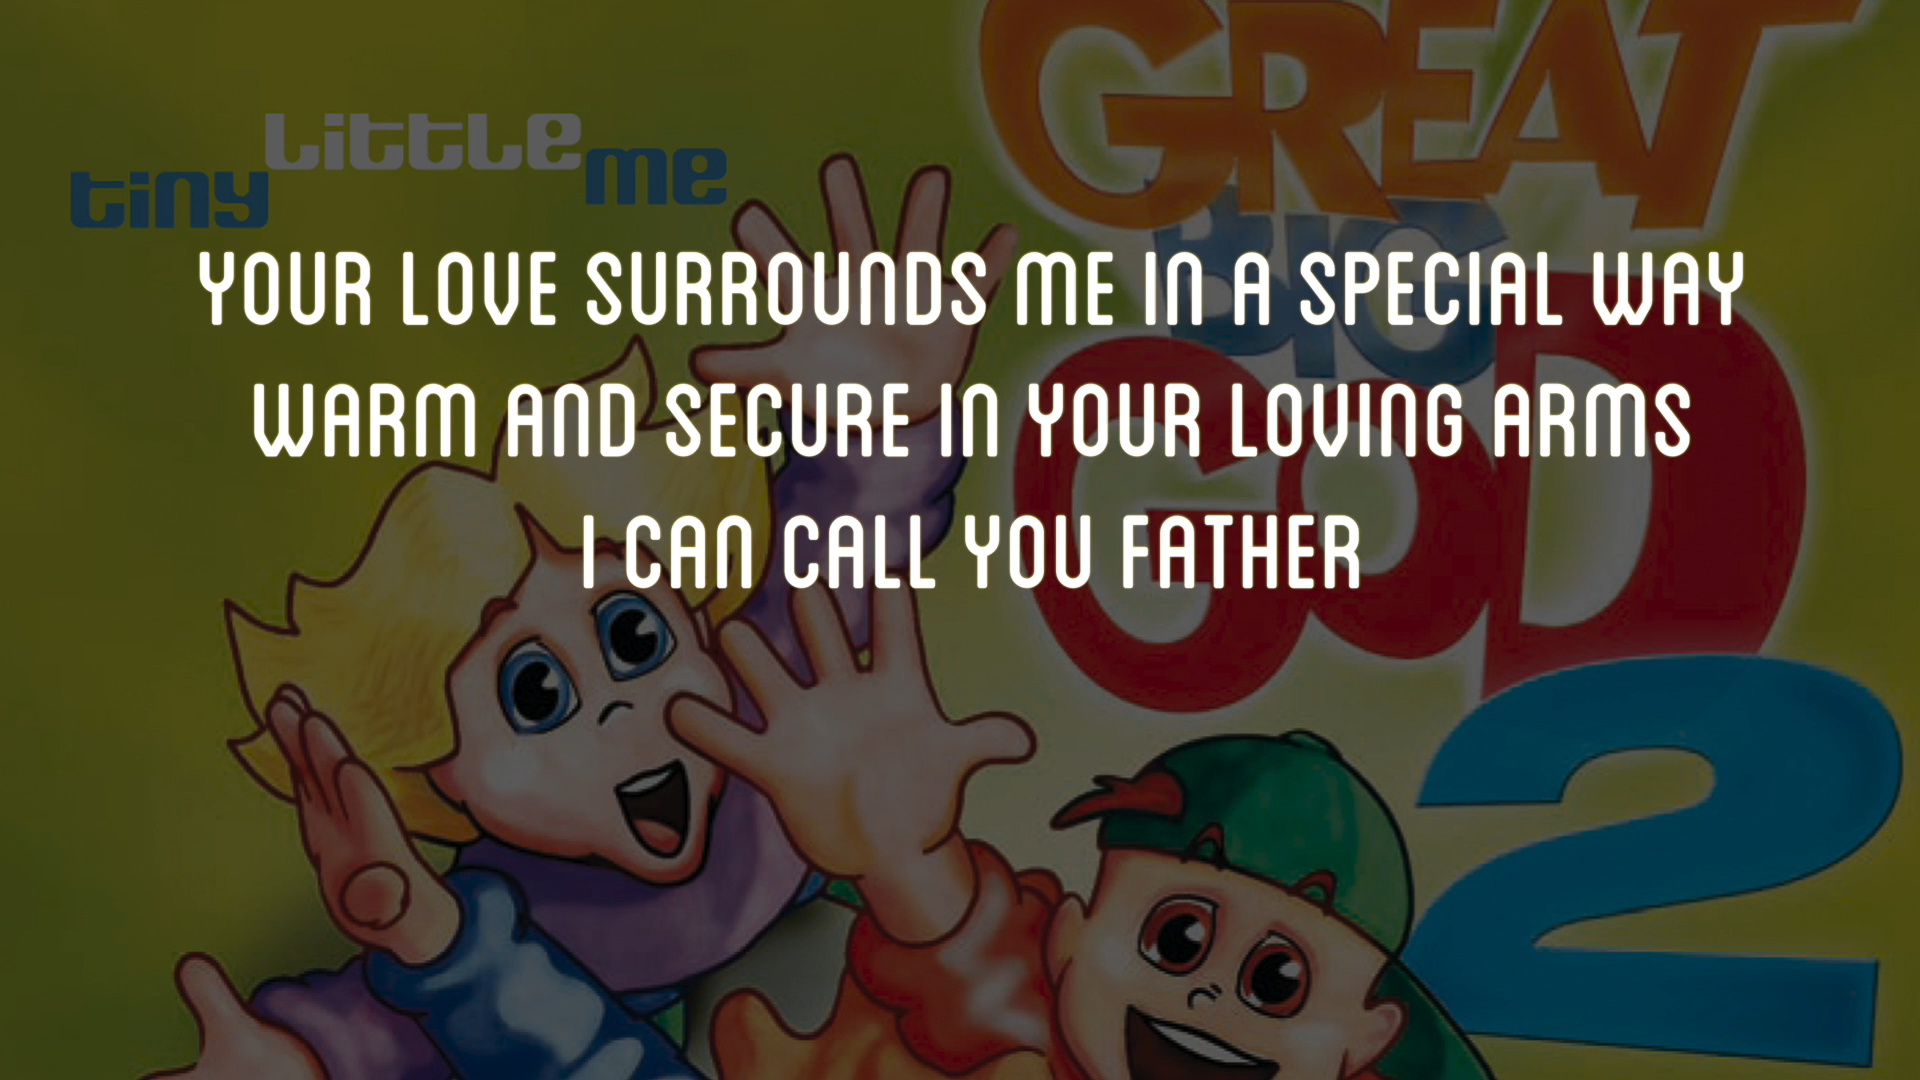 GREAT
tiny little me
BIG
YOUR LOVE SURROUNDS ME IN A SPECIAL WAY
BIG
WARM AND SECURE IN YOUR LOVING ARMS
GOD
I CAN CALL YOU FATHER
2